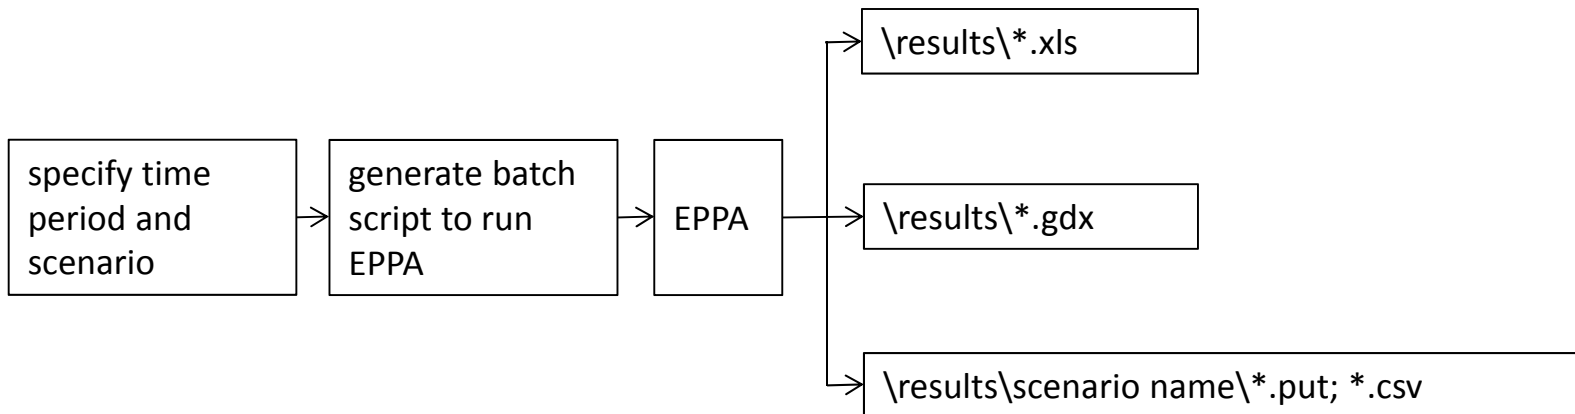 \results\*.xls
specify time
period and
scenario
generate batch
script to run
EPPA
EPPA
\results\*.gdx
\results\scenario name\*.put; *.csv